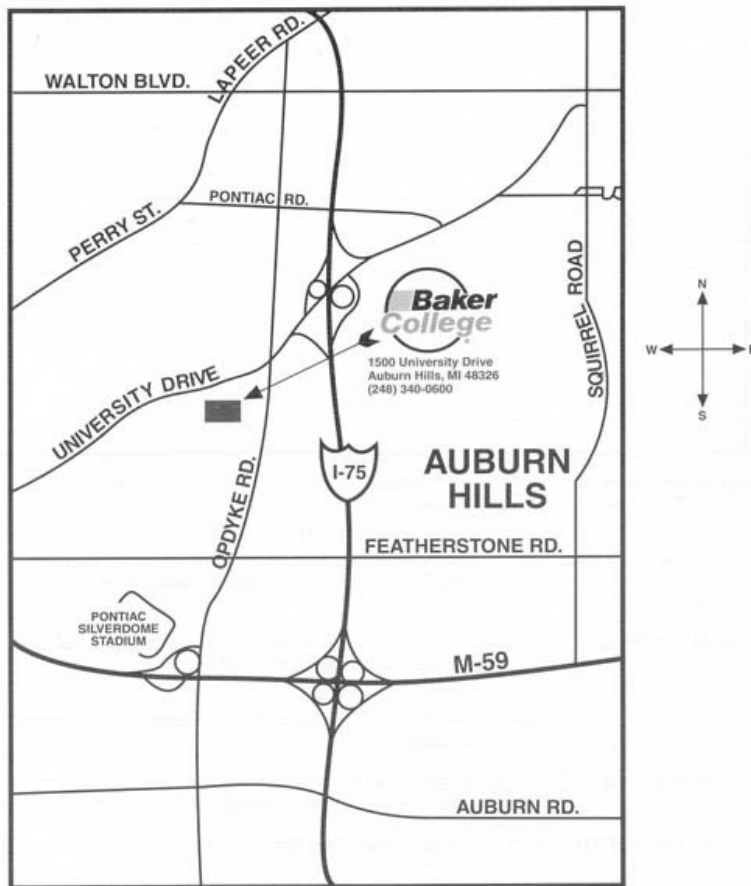 LAPEER RD.
WALTON BLVD.
PONTIAC RD.
PERRY ST.
Baker
College
1500 University Drive
Auburn Hills, MI 48326
(248) 340-0600
SQUIRREL ROAD
N
W
E
S
UNIVERSITY DRIVE
I-75
AUBURN
HILLS
OPDYKE RD.
FEATHERSTONE RD.
PONTIAC
SILVERDOME
STADIUM
M-59
AUBURN RD.